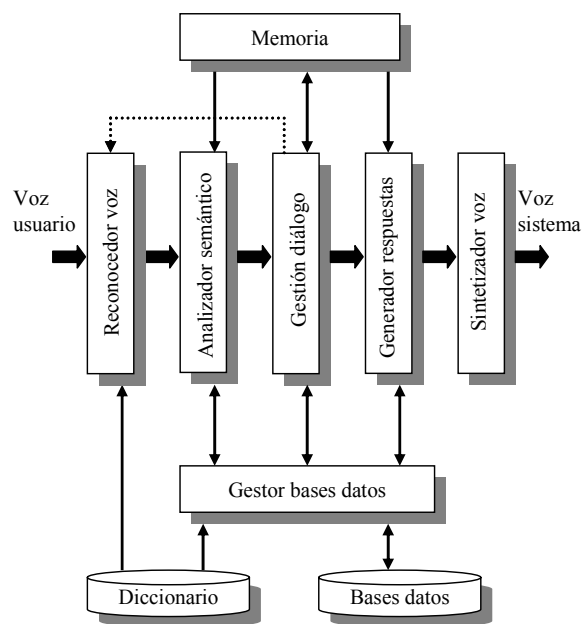 Memoria
Voz
usuario
Reconocedor voz
Analizador semántico
Gestión diálogo
Generador respuestas
Sintetizador voz
Voz
sistema
Gestor bases datos
Diccionario
Bases datos